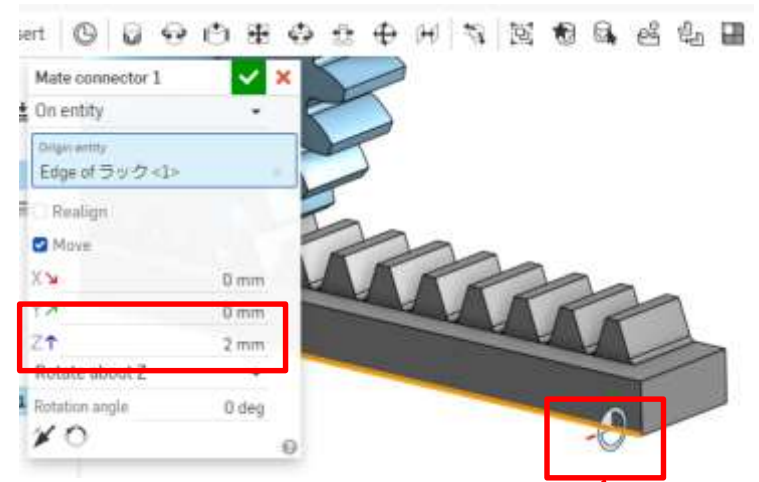 sert
Mate connector 1
On entity
Origin entity
Edge of ラック <1>
Realign
Move
X 0 mm
Y 0 mm
Z 2 mm
Rotate about Z
Rotation angle 0 deg